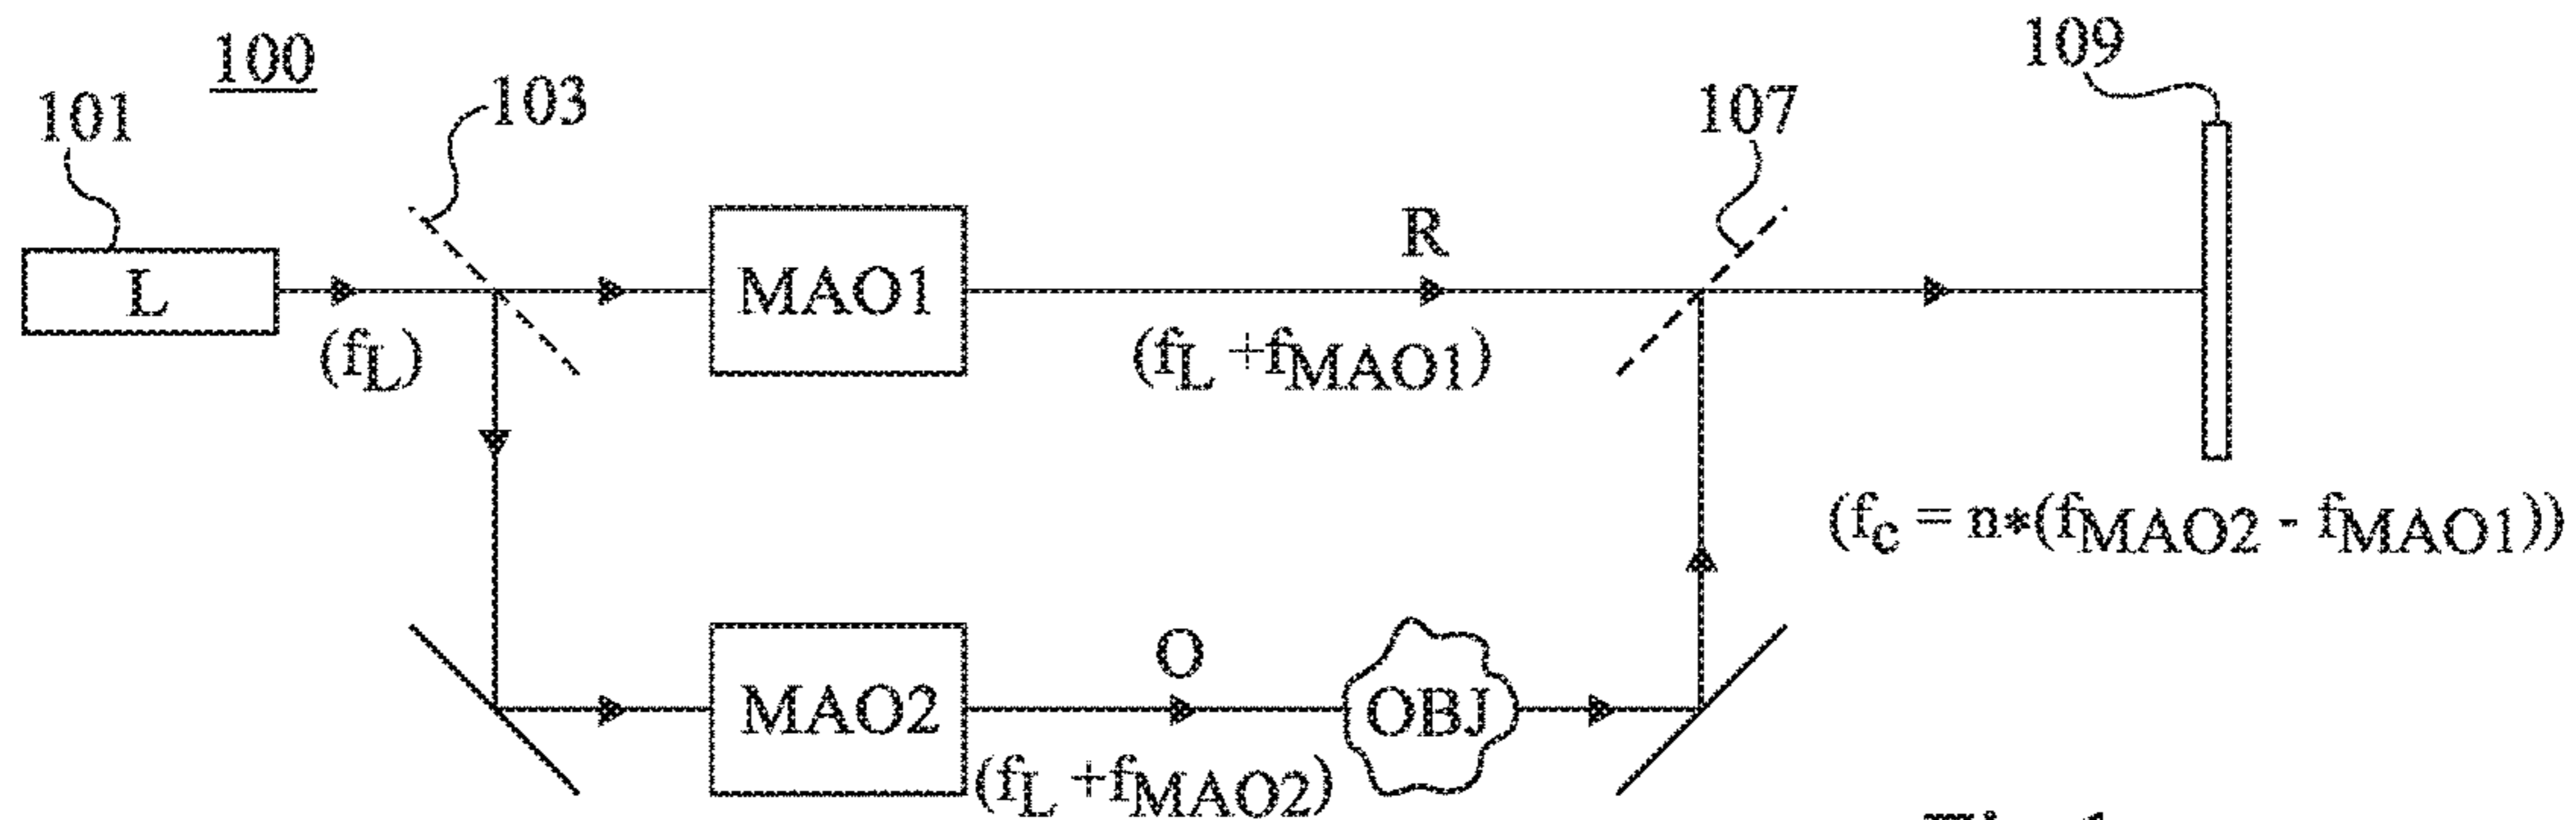 100
101
103
107
109
L
MAO1
R
(fL)
(fL +fMAO1)
(fc = n*(fMAO2 - fMAO1))
MAO2
O
OBJ
(fL +fMAO2)